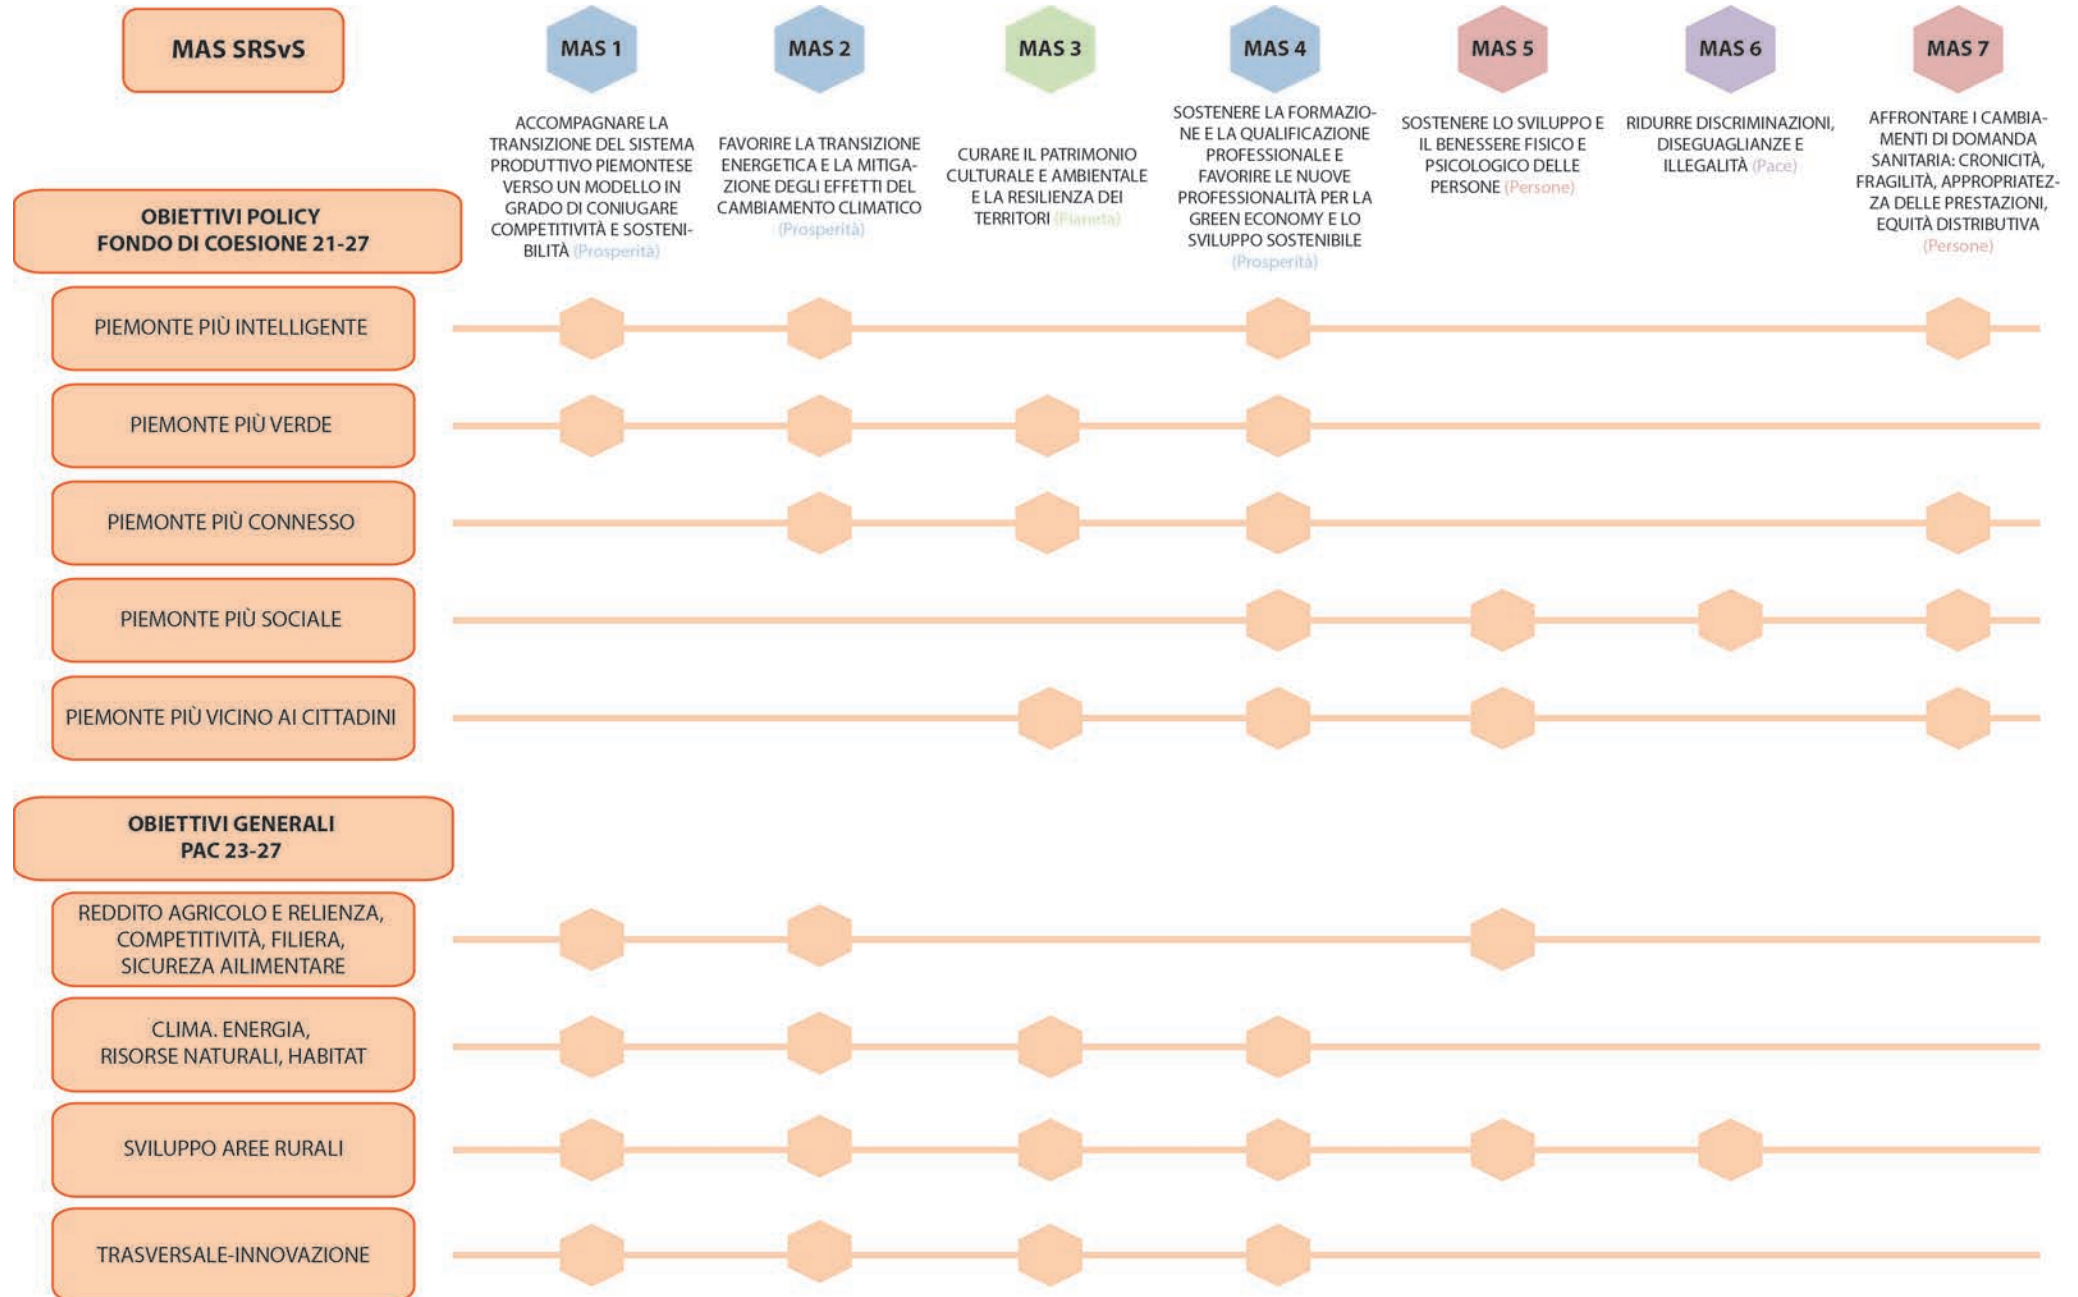 MAS SRSvS
MAS 1
MAS 2
MAS 3
MAS 4
MAS 5
MAS 6
MAS 7
ACCOMPAGNARE LA
TRANSIZIONE DEL SISTEMA
PRODUTTIVO PIEMONTESE
VERSO UN MODELLO IN
GRADO DI CONIUGARE
COMPETITIVITÀ E SOSTENI-
BILITÀ (Prosperità)
FAVORIRE LA TRANSIZIONE
ENERGETICA E LA MITIGA-
ZIONE DEGLI EFFETTI DEL
CAMBIAMENTO CLIMATICO
(Prosperità)
CURARE IL PATRIMONIO
CULTURALE E AMBIENTALE
E LA RESILIENZA DEI
TERRITORI (Pianeta)
SOSTENERE LA FORMAZIO-
NE E LA QUALIFICAZIONE
PROFESSIONALE E
FAVORIRE LE NUOVE
PROFESSIONALITÀ PER LA
GREEN ECONOMY E LO
SVILUPPO SOSTENIBILE
(Prosperità)
SOSTENERE LO SVILUPPO E
IL BENESSERE FISICO E
PSICOLOGICO DELLE
PERSONE (Persone)
RIDURRE DISCRIMINAZIONI,
DISEGUAGLIANZE E
ILLEGALITÀ (Pace)
AFFRONTARE I CAMBIA-
MENTI DI DOMANDA
SANITARIA: CRONICITÀ,
FRAGILITÀ, APPROPRIATEZ-
ZA DELLE PRESTAZIONI,
EQUITÀ DISTRIBUTIVA
(Persone)
OBIETTIVI POLICY
FONDO DI COESIONE 21-27
PIEMONTE PIÙ INTELLIGENTE
PIEMONTE PIÙ VERDE
PIEMONTE PIÙ CONNESSO
PIEMONTE PIÙ SOCIALE
PIEMONTE PIÙ VICINO AI CITTADINI
OBIETTIVI GENERALI
PAC 23-27
REDDITO AGRICOLO E RELIENZA,
COMPETITIVITÀ, FILIERA,
SICUREZA AILIMENTARE
CLIMA. ENERGIA,
RISORSE NATURALI, HABITAT
SVILUPPO AREE RURALI
TRASVERSALE-INNOVAZIONE